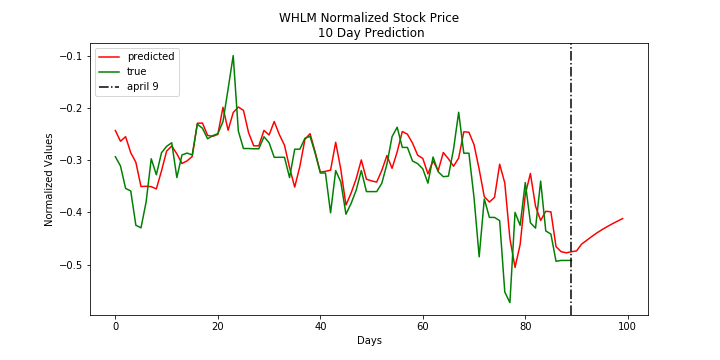 WHLM Normalized Stock Price
10 Day Prediction
predicted
true
april 9
Normalized Values
−0.1
−0.2
−0.3
−0.4
−0.5
0
20
40
60
80
100
Days